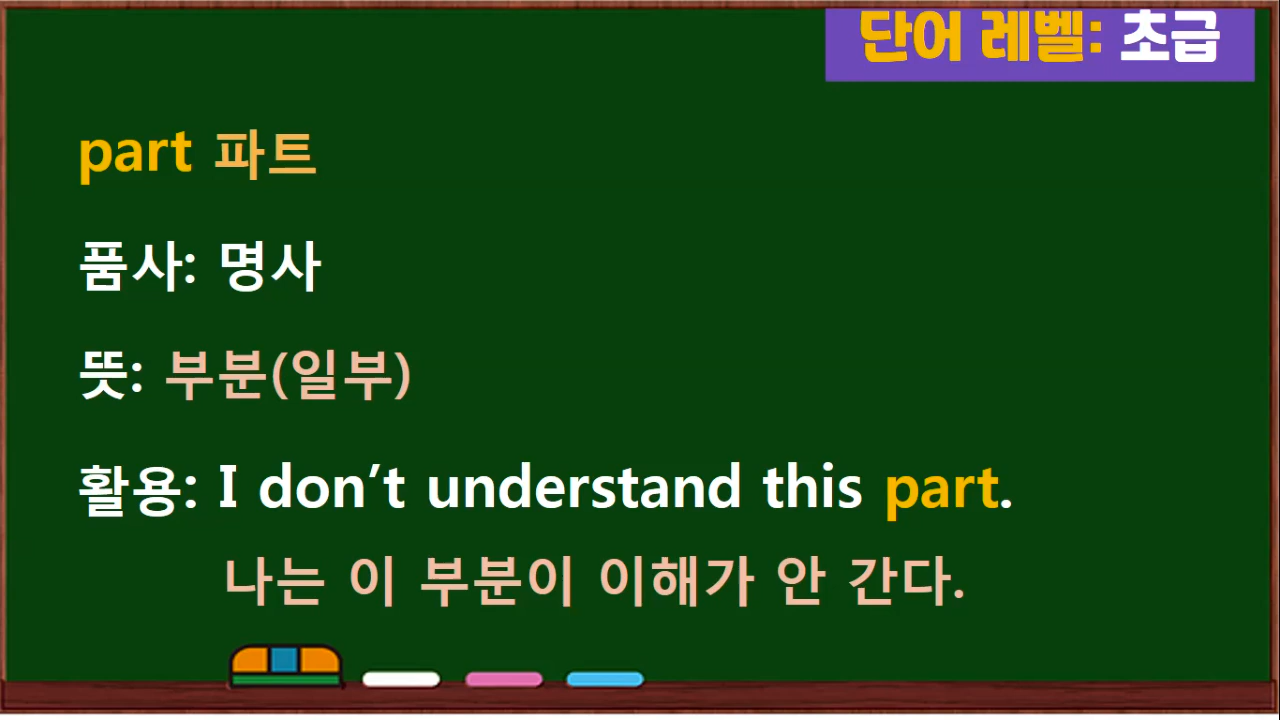 단어 레벨: 초급
part 파트
품사: 명사
뜻: 부분(일부)
활용: I don’t understand this part.
나는 이 부분이 이해가 안 간다.